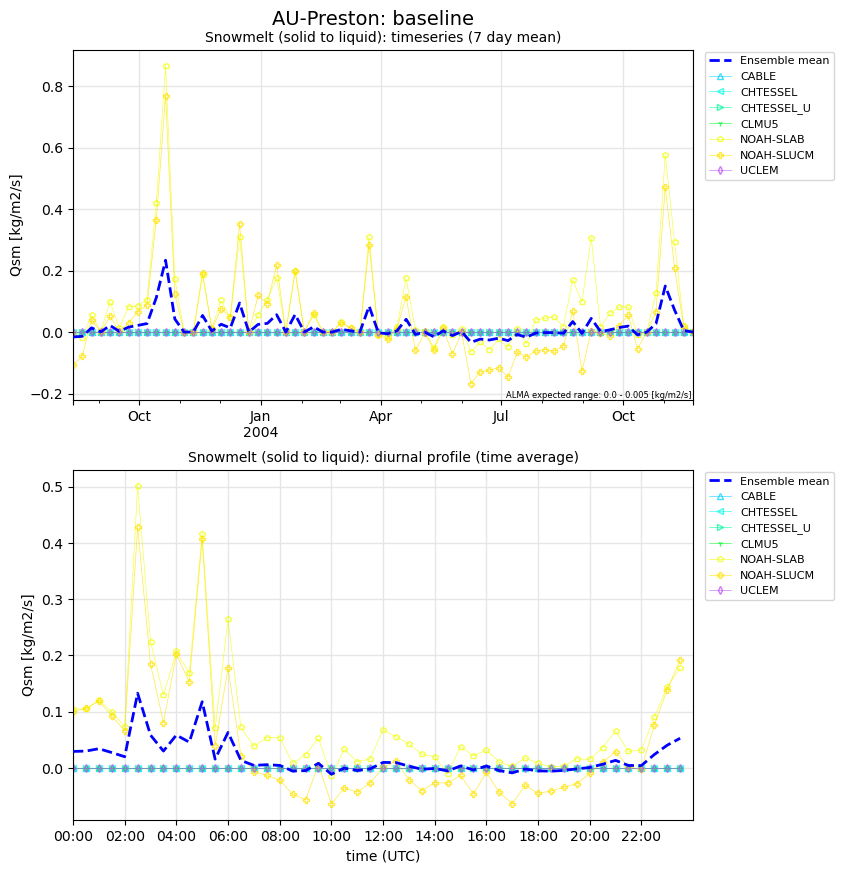 AU-Preston: baseline
Snowmelt (solid to liquid): timeseries (7 day mean)
Qsm [kg/m2/s]
0.8
0.6
0.4
0.2
0.0
−0.2
Oct
Jan
2004
Apr
Jul
Oct
ALMA expected range: 0.0 - 0.005 [kg/m2/s]
Ensemble mean
CABLE
CHTESSEL
CHTESSEL_U
CLMU5
NOAH-SLAB
NOAH-SLUCM
UCLEM
Snowmelt (solid to liquid): diurnal profile (time average)
Qsm [kg/m2/s]
0.5
0.4
0.3
0.2
0.1
0.0
00:00
02:00
04:00
06:00
08:00
10:00
12:00
14:00
16:00
18:00
20:00
22:00
time (UTC)
Ensemble mean
CABLE
CHTESSEL
CHTESSEL_U
CLMU5
NOAH-SLAB
NOAH-SLUCM
UCLEM